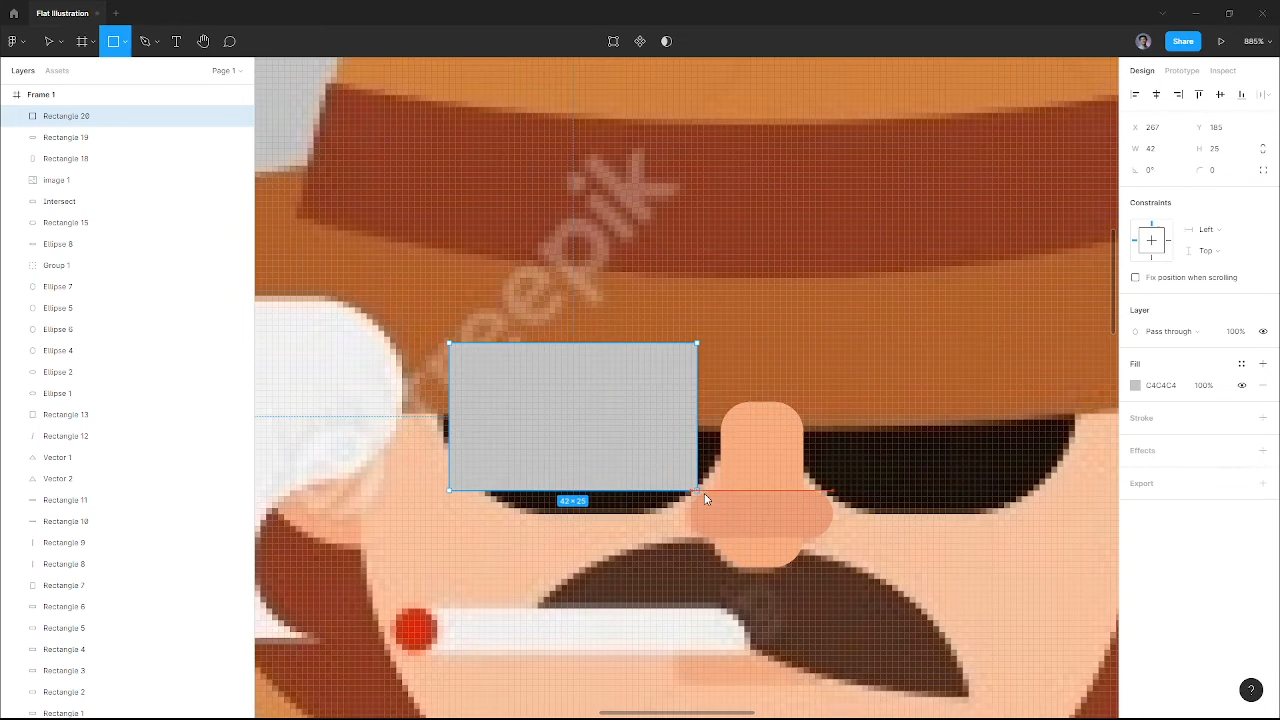 Flat Illustration
Share
885%
Layers
Assets
Page 1
Design
Prototype
Inspect
Frame 1
Rectangle 20
Rectangle 19
Rectangle 18
image 1
Intersect
Rectangle 15
Ellipse 8
Group 1
Ellipse 7
Ellipse 5
Ellipse 6
Ellipse 4
Ellipse 2
Ellipse 1
Rectangle 13
Rectangle 12
Vector 1
Vector 2
Rectangle 11
Rectangle 10
Rectangle 9
Rectangle 8
Rectangle 7
Rectangle 6
Rectangle 5
Rectangle 4
Rectangle 3
Rectangle 2
Rectangle 1
eepik
42 × 25
X 267 Y 185
W 42 H 25
0° 0
Constraints
Left
Top
Fix position when scrolling
Layer
Pass through 100%
Fill
C4C4C4 100%
Stroke
Effects
Export
?